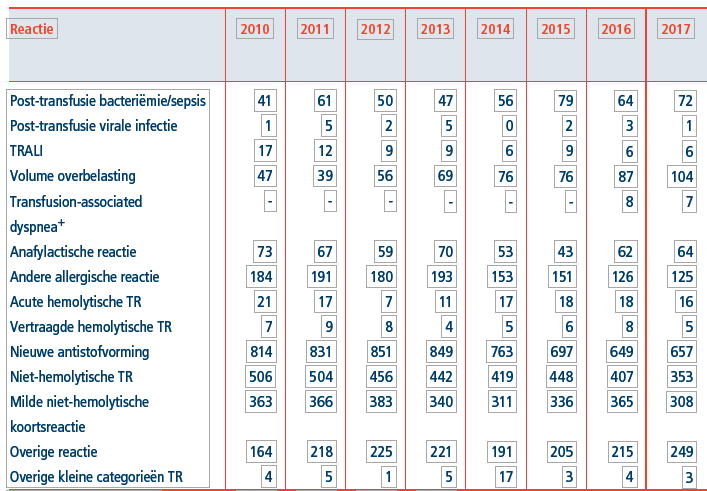 Reactie 2010 2011 2012 2013 2014 2015 2016 2017
Post-transfusie bacteriëmie/sepsis 41 61 50 47 56 79 64 72
Post-transfusie virale infectie 1 5 2 5 0 2 3 1
TRALI 17 12 9 9 6 9 6 6
Volume overbelasting 47 39 56 69 76 76 87 104
Transfusion-associated - - - - - - 8 7
dyspnea+
Anafylactische reactie 73 67 59 70 53 43 62 64
Andere allergische reactie 184 191 180 193 153 151 126 125
Acute hemolytische TR 21 17 7 11 17 18 18 16
Vertraagde hemolytische TR 7 9 8 4 5 6 8 5
Nieuwe antistofvorming 814 831 851 849 763 697 649 657
Niet-hemolytische TR 506 504 456 442 419 448 407 353
Milde niet-hemolytische 363 366 383 340 311 336 365 308
koortsreactie
Overige reactie 164 218 225 221 191 205 215 249
Overige kleine categorieën TR 4 5 1 5 17 3 4 3